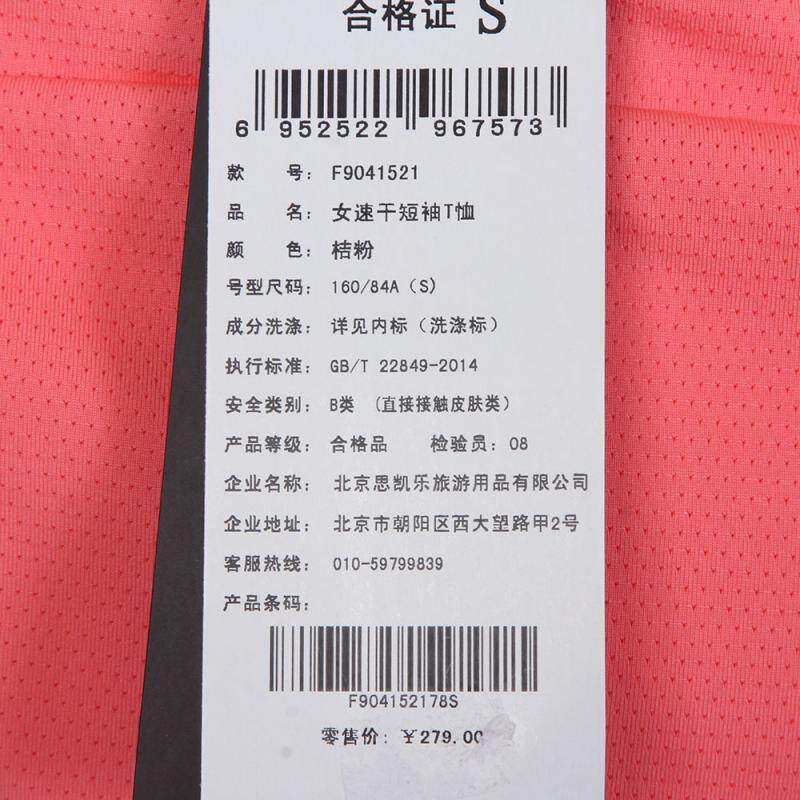 合格证 S
6 952522 967573
款 号：F9041521
品 名：女速干短袖T恤
颜 色：桔粉
号型尺码：160/84A（S）
成分洗涤：详见内标（洗涤标）
执行标准：GB/T 22849-2014
安全类别：B类 （直接接触皮肤类）
产品等级：合格品 检验员：08
企业名称：北京思凯乐旅游用品有限公司
企业地址：北京市朝阳区西大望路甲2号
客服热线：010-59799839
产品条码：
F904152178S
零售价：￥279.00